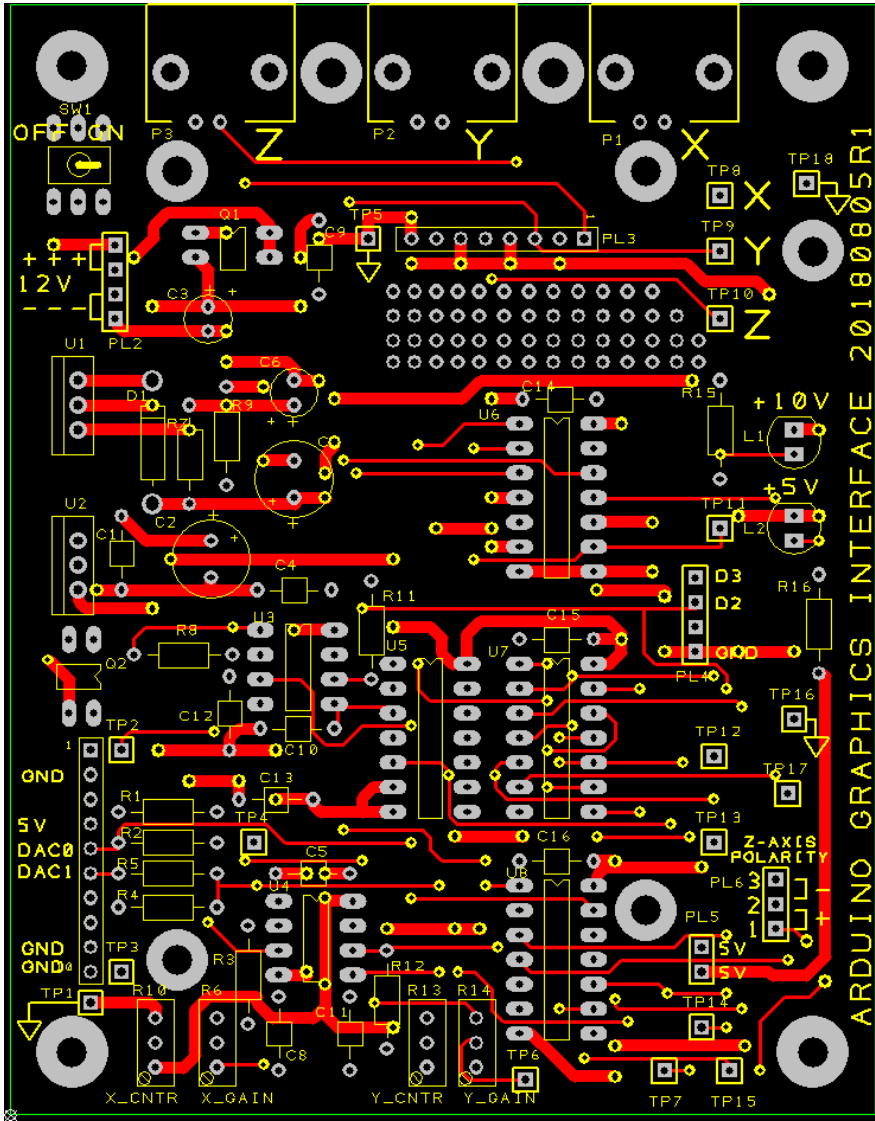 SW1
OFF ON
P3
Z
P2
Y
P1
X
TP8
X
TP18
Q1
C9
TP5
1
PL3
TP9
Y
+++
12V
---
PL2
C3
+
+
TP10
Z
U1
D1
R7
R9
C6
+
+
C14
U6
R15
+10V
L1
U2
C1
C2
+
+
+5V
TP11
L2
C4
D3
D2
GND
PL4
R16
R8
U3
R11
U5
U7
C15
Q2
C12
C10
TP2
1
GND
5V
DAC0
DAC1
GND
GND
TP3
R1
R2
R5
R4
C13
TP4
C5
U4
R3
TP16
TP12
TP17
TP13
C16
U8
Z-AXIS
POLARITY
PL6
3
2
1
-
+
PL5
5V
5V
TP1
R10
R6
C8
C11
R12
R13
R14
TP14
TP6
TP7
TP15
X_CNTR
X_GAIN
Y_CNTR
Y_GAIN
ARDUINO GRAPHICS INTERFACE 20180805R1